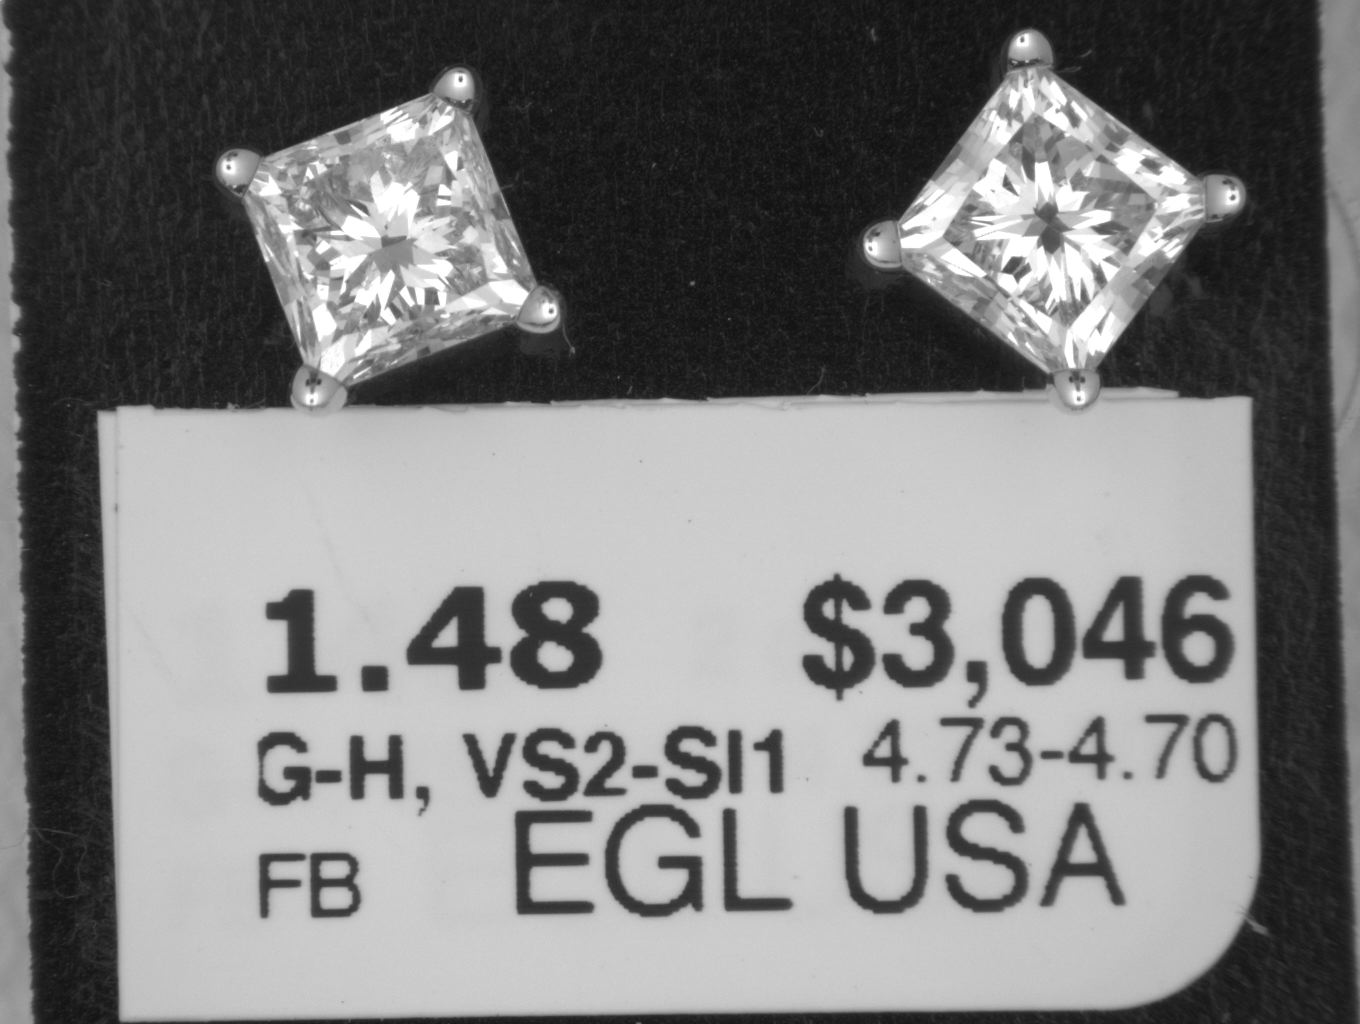 1.48 $3,046
G-H, VS2-SI1 4.73-4.70
FB EGL USA